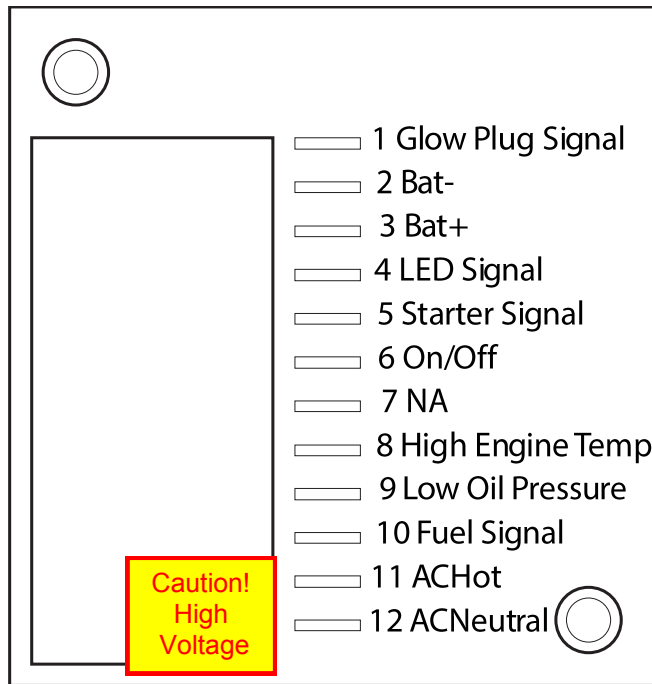 1 Glow Plug Signal
2 Bat-
3 Bat+
4 LED Signal
5 Starter Signal
6 On/Off
7 NA
8 High Engine Temp
9 Low Oil Pressure
10 Fuel Signal
11 ACHot
12 ACNeutral
Caution!
High
Voltage